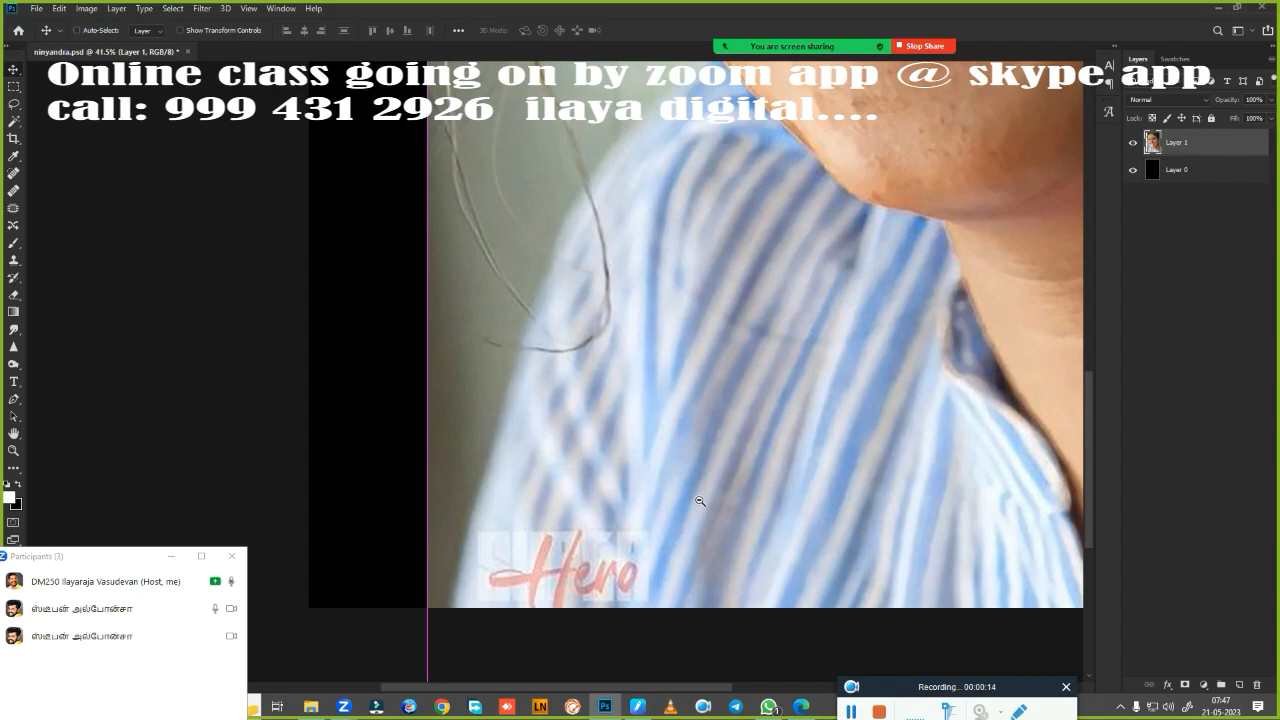 File Edit Image Layer Type Select Filter 3D View Window Help
Auto-Select: Layer Show Transform Controls 3D Mode:
ninyandra.psd @ 41.5% (Layer 1, RGB/8) *
You are screen sharing Stop Share
Online class going on by zoom app @ skype app
call: 999 431 2926 ilaya digital....
Layers Swatches
Normal Opacity: 100%
Lock: Fill: 100%
Layer 1
Layer 0
Hero
Participants (3)
DM250 Ilayaraja Vasudevan (Host, me)
ஸ்டீபன் அல்போன்சா
ஸ்டீபன் அல்போன்சா
Recording... 00:00:14
07:47
21-05-2023